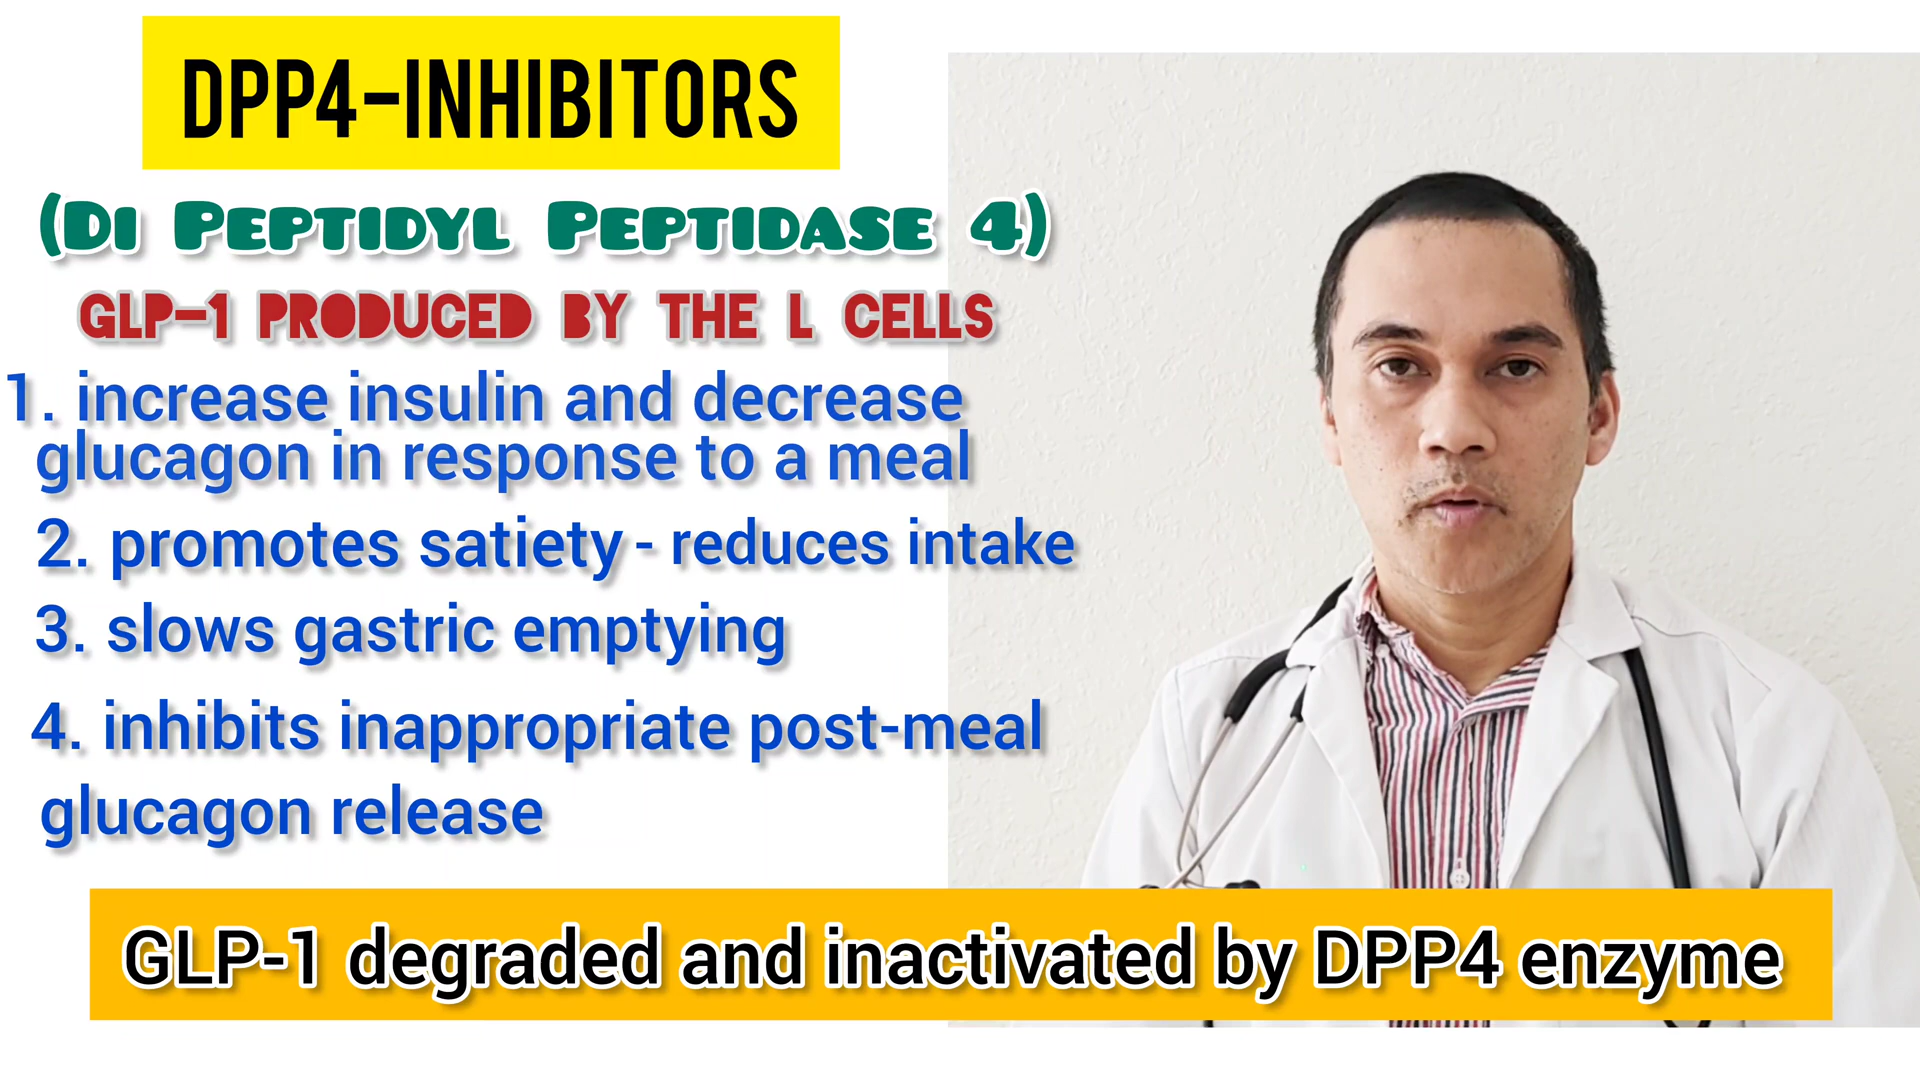 DPP4-INHIBITORS
(DI PEPTIDYL PEPTIDASE 4)
GLP-1 PRODUCED BY THE L CELLS
1. increase insulin and decrease
glucagon in response to a meal
2. promotes satiety - reduces intake
3. slows gastric emptying
4. inhibits inappropriate post-meal
glucagon release
GLP-1 degraded and inactivated by DPP4 enzyme